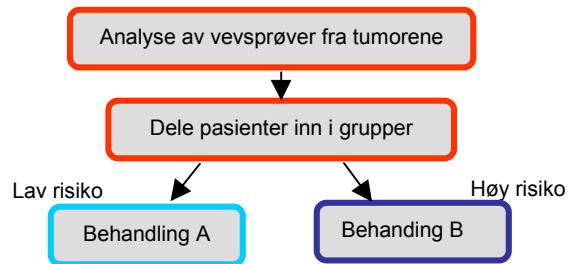 Analyse av vevsprøver fra tumorene
Dele pasienter inn i grupper
Lav risiko
Høy risiko
Behandling A
Behanding B